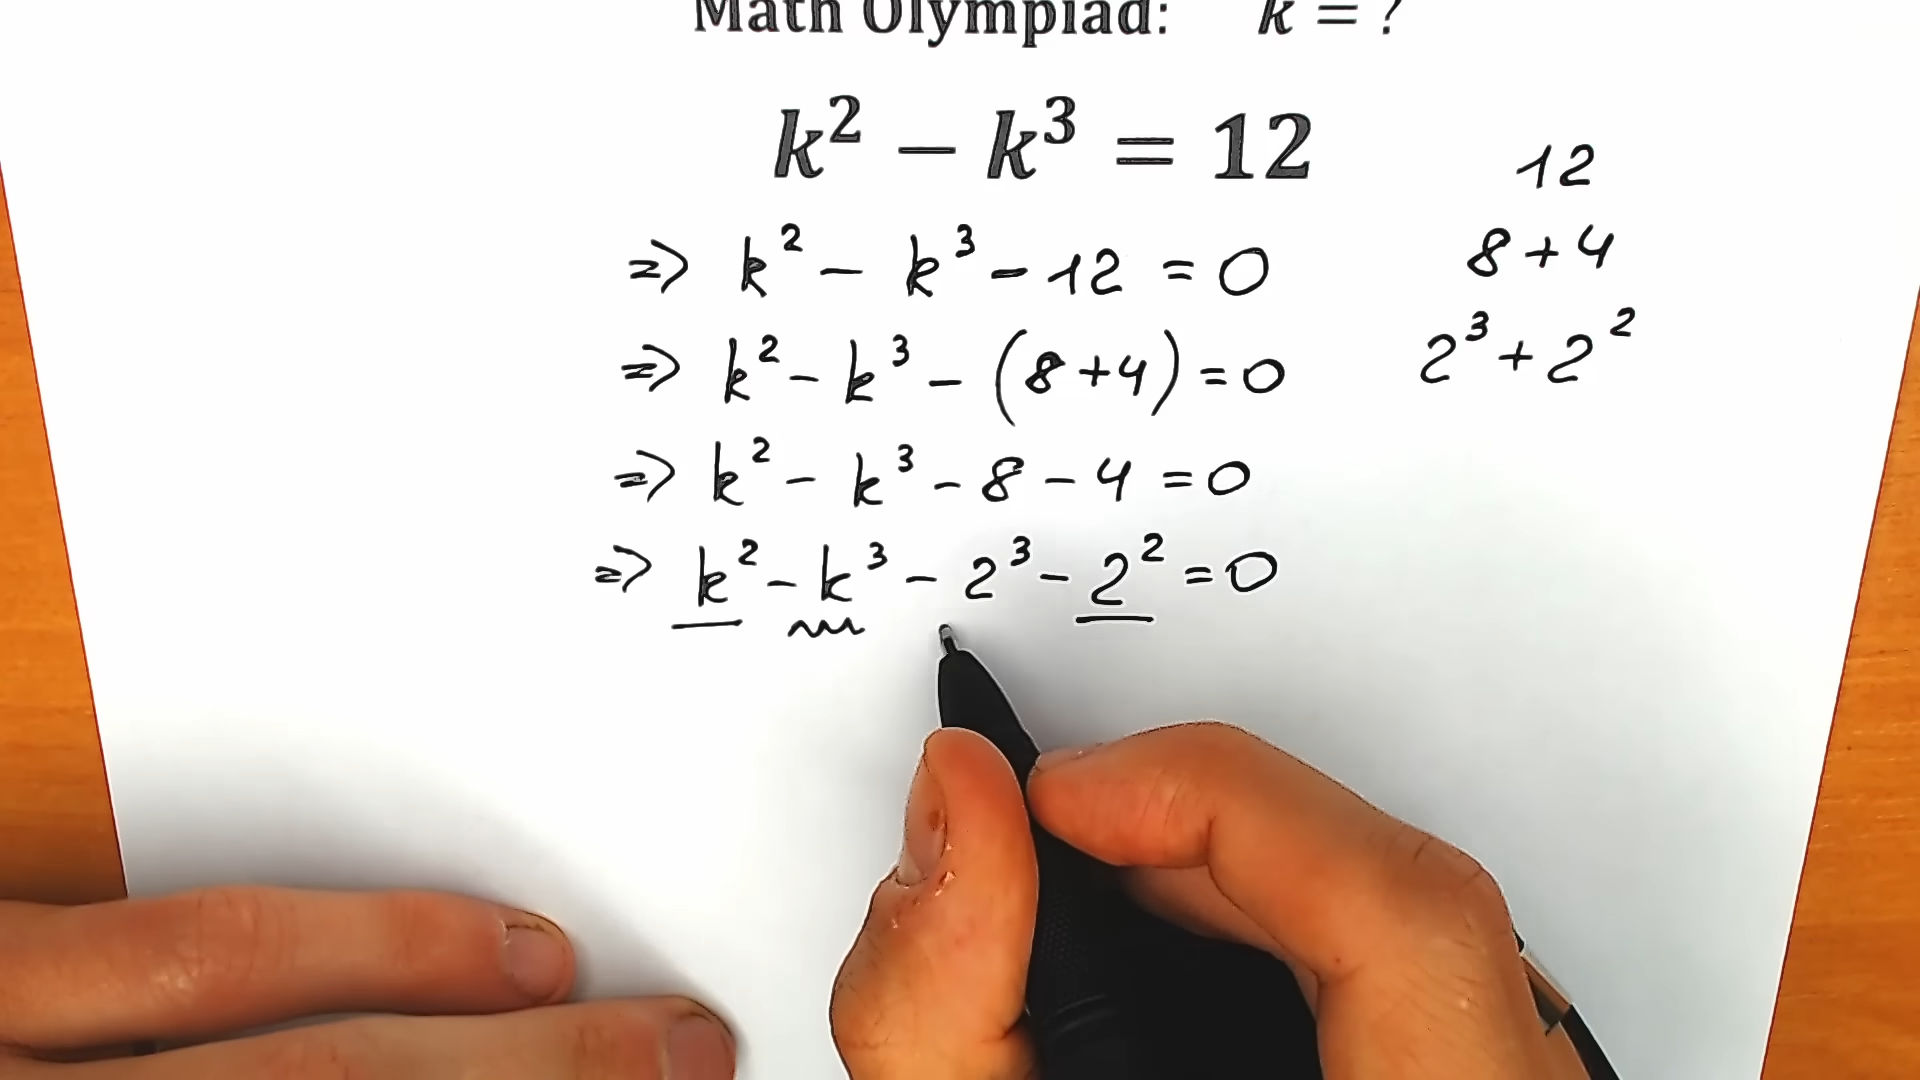 Math Olympiad: k = ?
k² − k³ = 12
12
=> k² − k³ − 12 = 0
8 + 4
=> k² − k³ − (8 + 4) = 0
2³ + 2²
=> k² − k³ − 8 − 4 = 0
=> k² − k³ − 2³ − 2² = 0